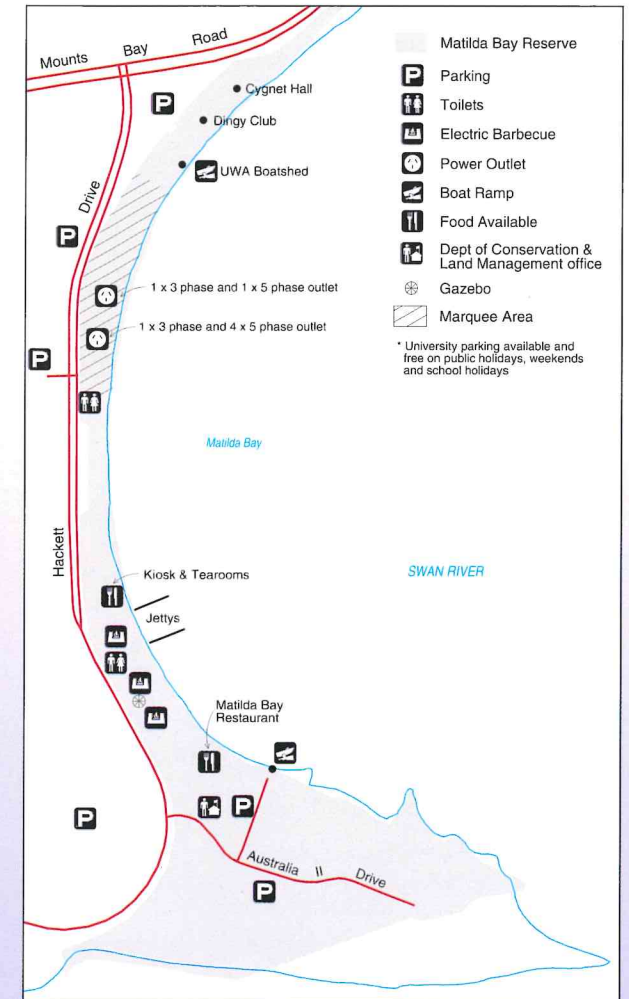 Mounts Bay Road
Cygnet Hall
Dingy Club
UWA Boatshed
Drive
1 x 3 phase and 1 x 5 phase outlet
1 x 3 phase and 4 x 5 phase outlet
Matilda Bay
Hackett
SWAN RIVER
Kiosk & Tearooms
Jettys
Matilda Bay
Restaurant
Australia II Drive
P
P
P
P
P
P
Matilda Bay Reserve
P
Parking
Toilets
Electric Barbecue
Power Outlet
Boat Ramp
Food Available
Dept of Conservation &
Land Management office
Gazebo
Marquee Area
* University parking available and
free on public holidays, weekends
and school holidays